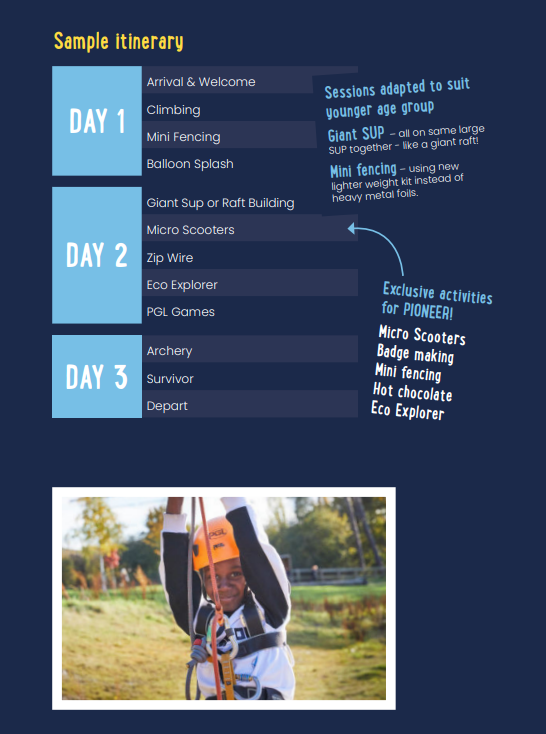 Sample itinerary
DAY 1
Arrival & Welcome
Climbing
Mini Fencing
Balloon Splash
Sessions adapted to suit
younger age group
Giant SUP – all on same large
SUP together - like a giant raft!
Mini fencing – using new
lighter weight kit instead of
heavy metal foils.
DAY 2
Giant Sup or Raft Building
Micro Scooters
Zip Wire
Eco Explorer
PGL Games
Exclusive activities
for PIONEER!
Micro Scooters
Badge making
Mini fencing
Hot chocolate
Eco Explorer
DAY 3
Archery
Survivor
Depart
PGL